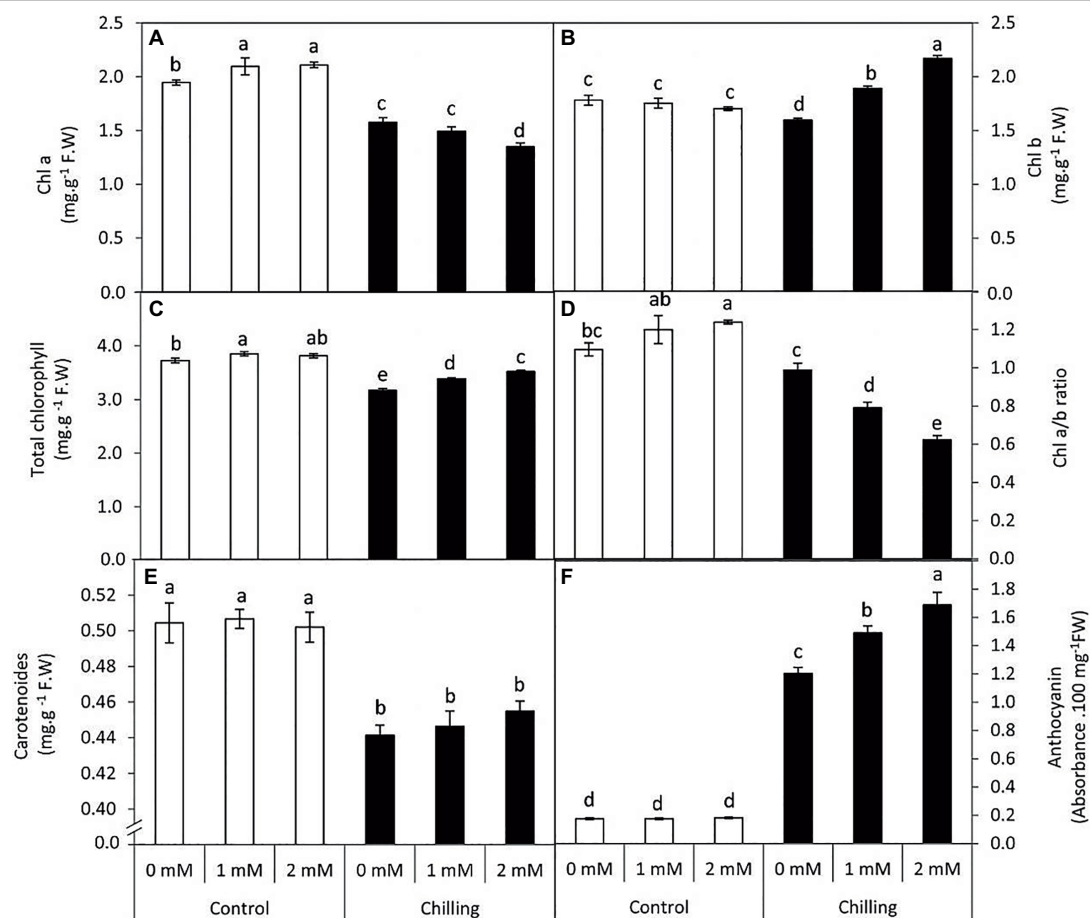 A
2.5
2.0
1.5
1.0
0.5
0.0
Chl a
(mg.g-1 F.W)
b
a
a
c
c
d
B
2.5
2.0
1.5
1.0
0.5
0.0
Chl b
(mg.g-1 F.W)
c
c
c
d
b
a
C
4.0
3.0
2.0
1.0
0.0
Total chlorophyll
(mg.g -1 F.W)
b
a
ab
e
d
c
D
1.2
1.0
0.8
0.6
0.4
0.2
0.0
Chl a/b ratio
bc
ab
a
c
d
e
E
0.52
0.50
0.48
0.46
0.44
0.42
0.40
0.0
Carotenoides
(mg.g -1 F.W)
a
a
a
b
b
b
F
1.8
1.6
1.4
1.2
1.0
0.8
0.6
0.4
0.2
0.0
Anthocyanin
(Absorbance.100 mg-1FW)
d
d
d
c
b
a
0 mM 1 mM 2 mM 0 mM 1 mM 2 mM 0 mM 1 mM 2 mM 0 mM 1 mM 2 mM
Control Chilling Control Chilling